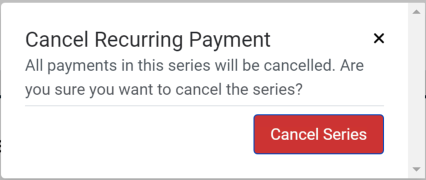 Cancel Recurring Payment
All payments in this series will be cancelled. Are
you sure you want to cancel the series?
Cancel Series